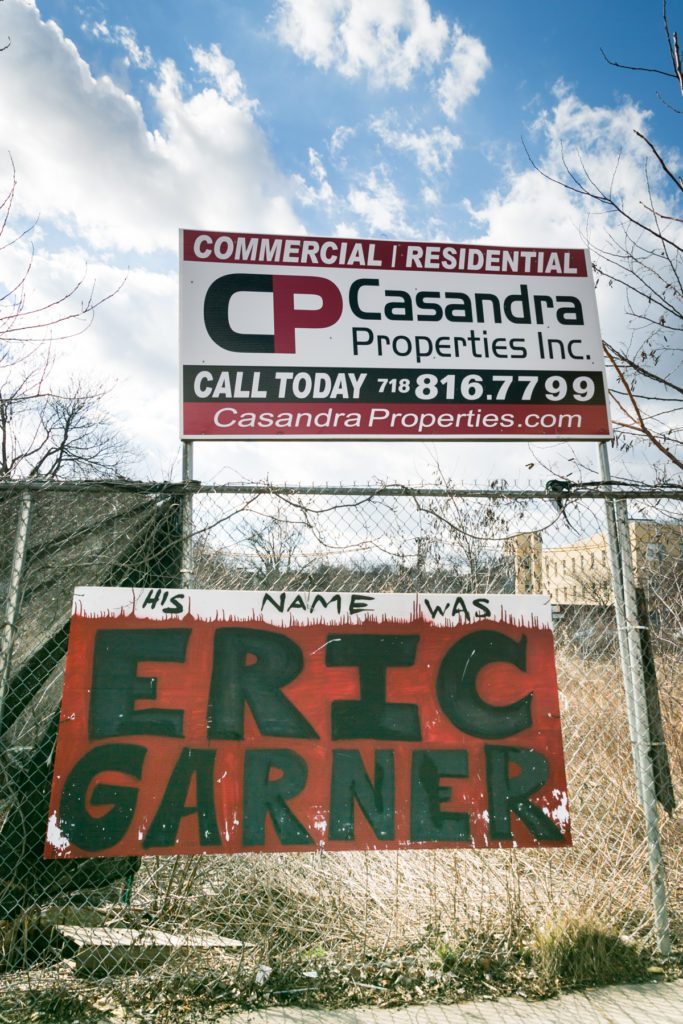 COMMERCIAL | RESIDENTIAL
CP Casandra
Properties Inc.
CALL TODAY 718 816.7799
CasandraProperties.com
HIS NAME WAS
ERIC
GARNER